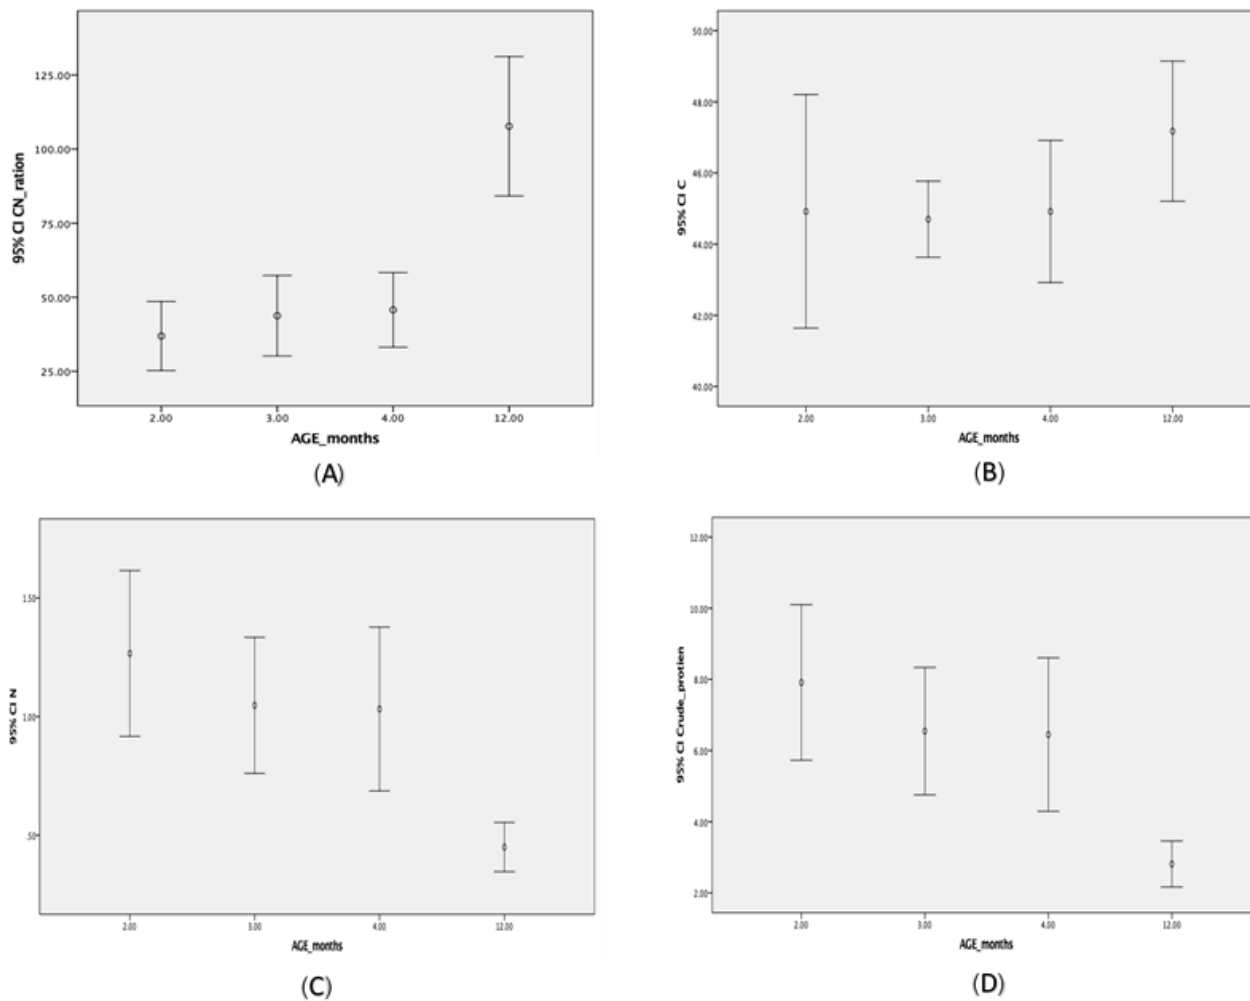 95% CI CN_ration
125.00
100.00
75.00
50.00
25.00
2.00 3.00 4.00 12.00
AGE_months
(A)
95% CI C
50.00
48.00
46.00
44.00
42.00
40.00
2.00 3.00 4.00 12.00
AGE_months
(B)
95% CI N
1.50
1.00
.50
2.00 3.00 4.00 12.00
AGE_months
(C)
95% CI Crude_protien
12.00
10.00
8.00
6.00
4.00
2.00
2.00 3.00 4.00 12.00
AGE_months
(D)